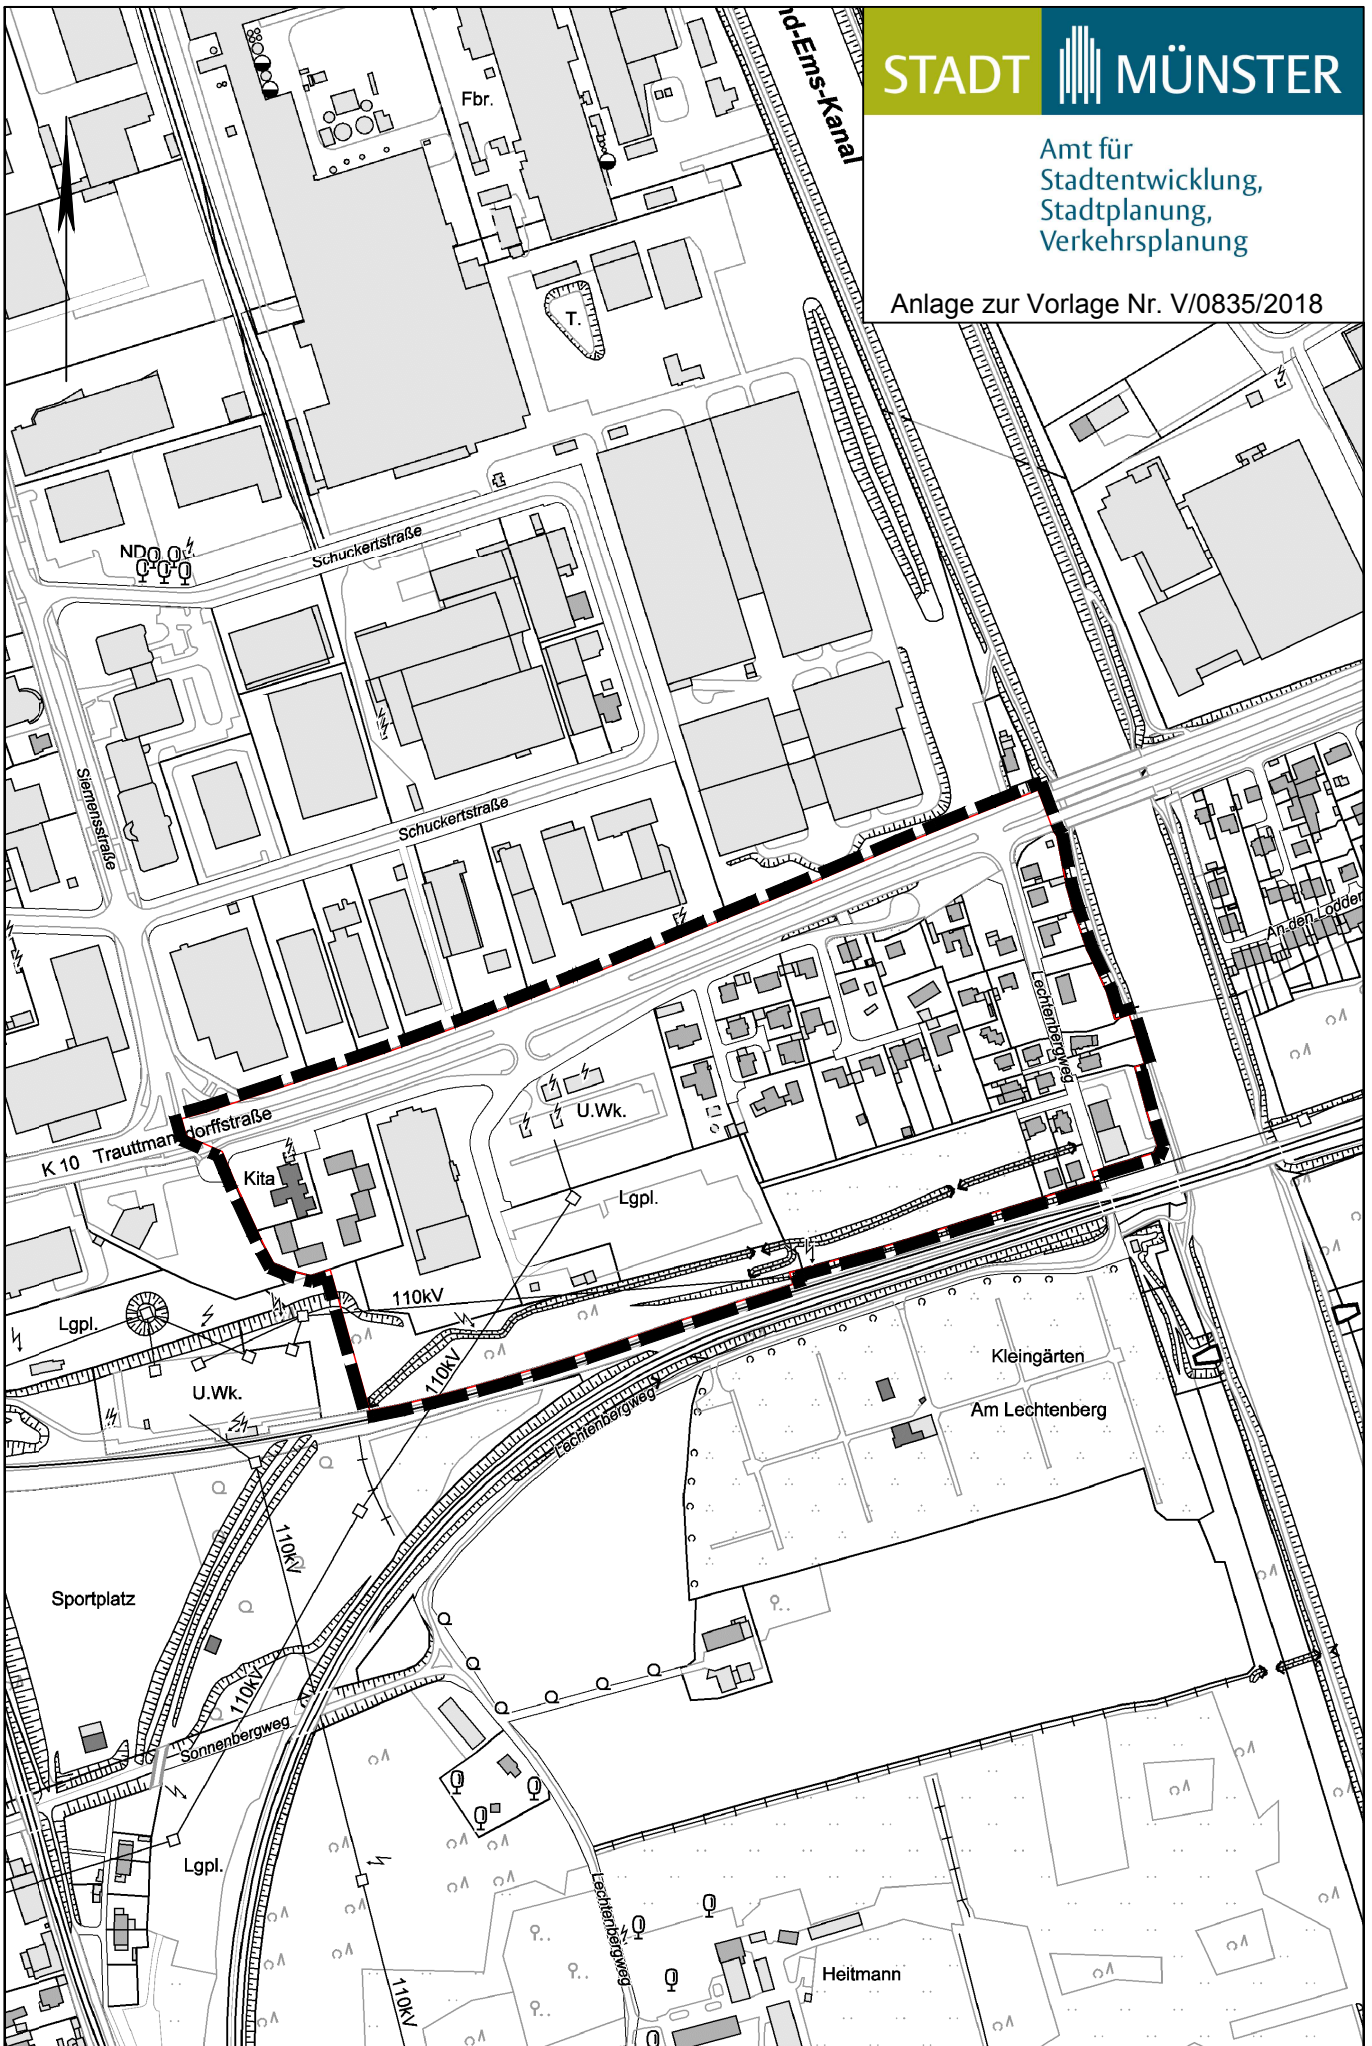 STADT MÜNSTER
Amt für
Stadtentwicklung,
Stadtplanung,
Verkehrsplanung
Anlage zur Vorlage Nr. V/0835/2018
nd-Ems-Kanal
Fbr.
T.
ND
Schuckertstraße
Siemensstraße
Schuckertstraße
An den Lodden
Lechtenbergweg
U.Wk.
K 10 Trauttmansdorffstraße
Kita
Lgpl.
110kV
Lgpl.
110kV
U.Wk.
Kleingärten
Am Lechtenberg
Lechtenbergweg
110kV
Sportplatz
110kV
Sonnenbergweg
Lgpl.
Lechtenbergweg
Heitmann
110kV